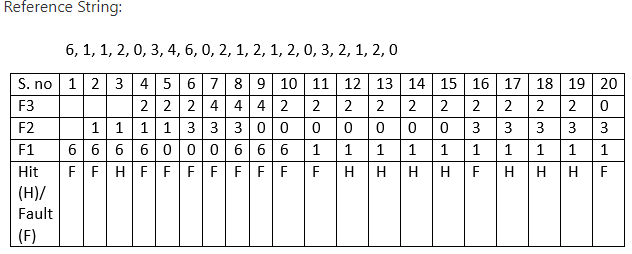 Reference String:
6, 1, 1, 2, 0, 3, 4, 6, 0, 2, 1, 2, 1, 2, 0, 3, 2, 1, 2, 0
S. no 1 2 3 4 5 6 7 8 9 10 11 12 13 14 15 16 17 18 19 20
F3 2 2 2 4 4 4 2 2 2 2 2 2 2 2 2 2 0
F2 1 1 1 1 3 3 3 0 0 0 0 0 0 0 3 3 3 3 3
F1 6 6 6 6 0 0 0 6 6 6 1 1 1 1 1 1 1 1 1 1
Hit F F H F F F F F F F F H H H H F H H H F
(H)/
Fault
(F)